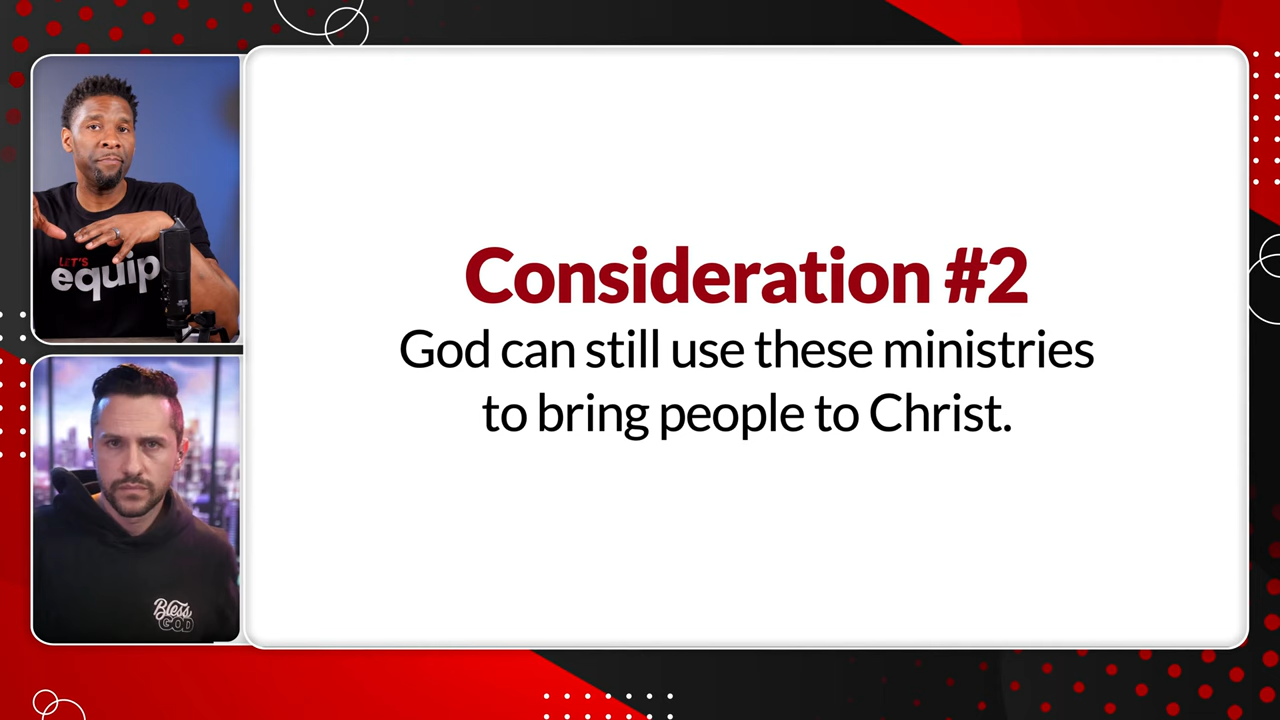 LET'S
equip
Bless
GOD
Consideration #2
God can still use these ministries
to bring people to Christ.